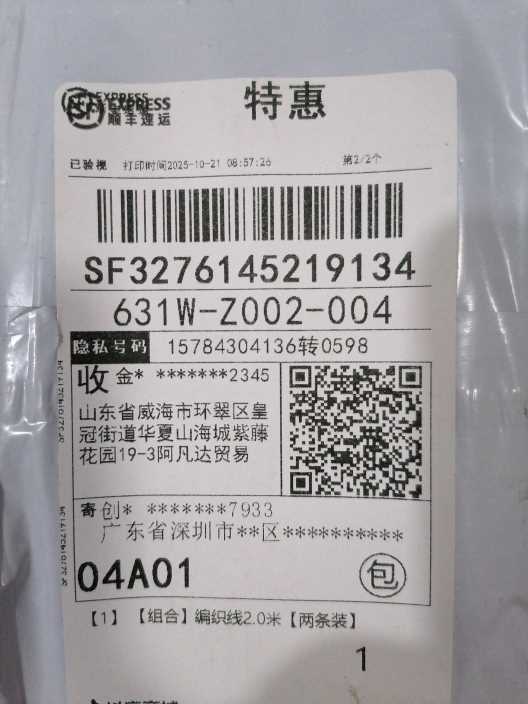 SF EXPRESS
顺丰速运
特惠
已验视 打印时间2025-10-21 08:57:26 第2/2个
SF3276145219134
631W-Z002-004
隐私号码 15784304136转0598
收 金* *******2345
山东省威海市环翠区皇
冠街道华夏山海城紫藤
花园19-3阿凡达贸易
寄 创* *******7933
广东省深圳市**区**********
04A01
包
【1】 【组合】编织线2.0米【两条装】
1